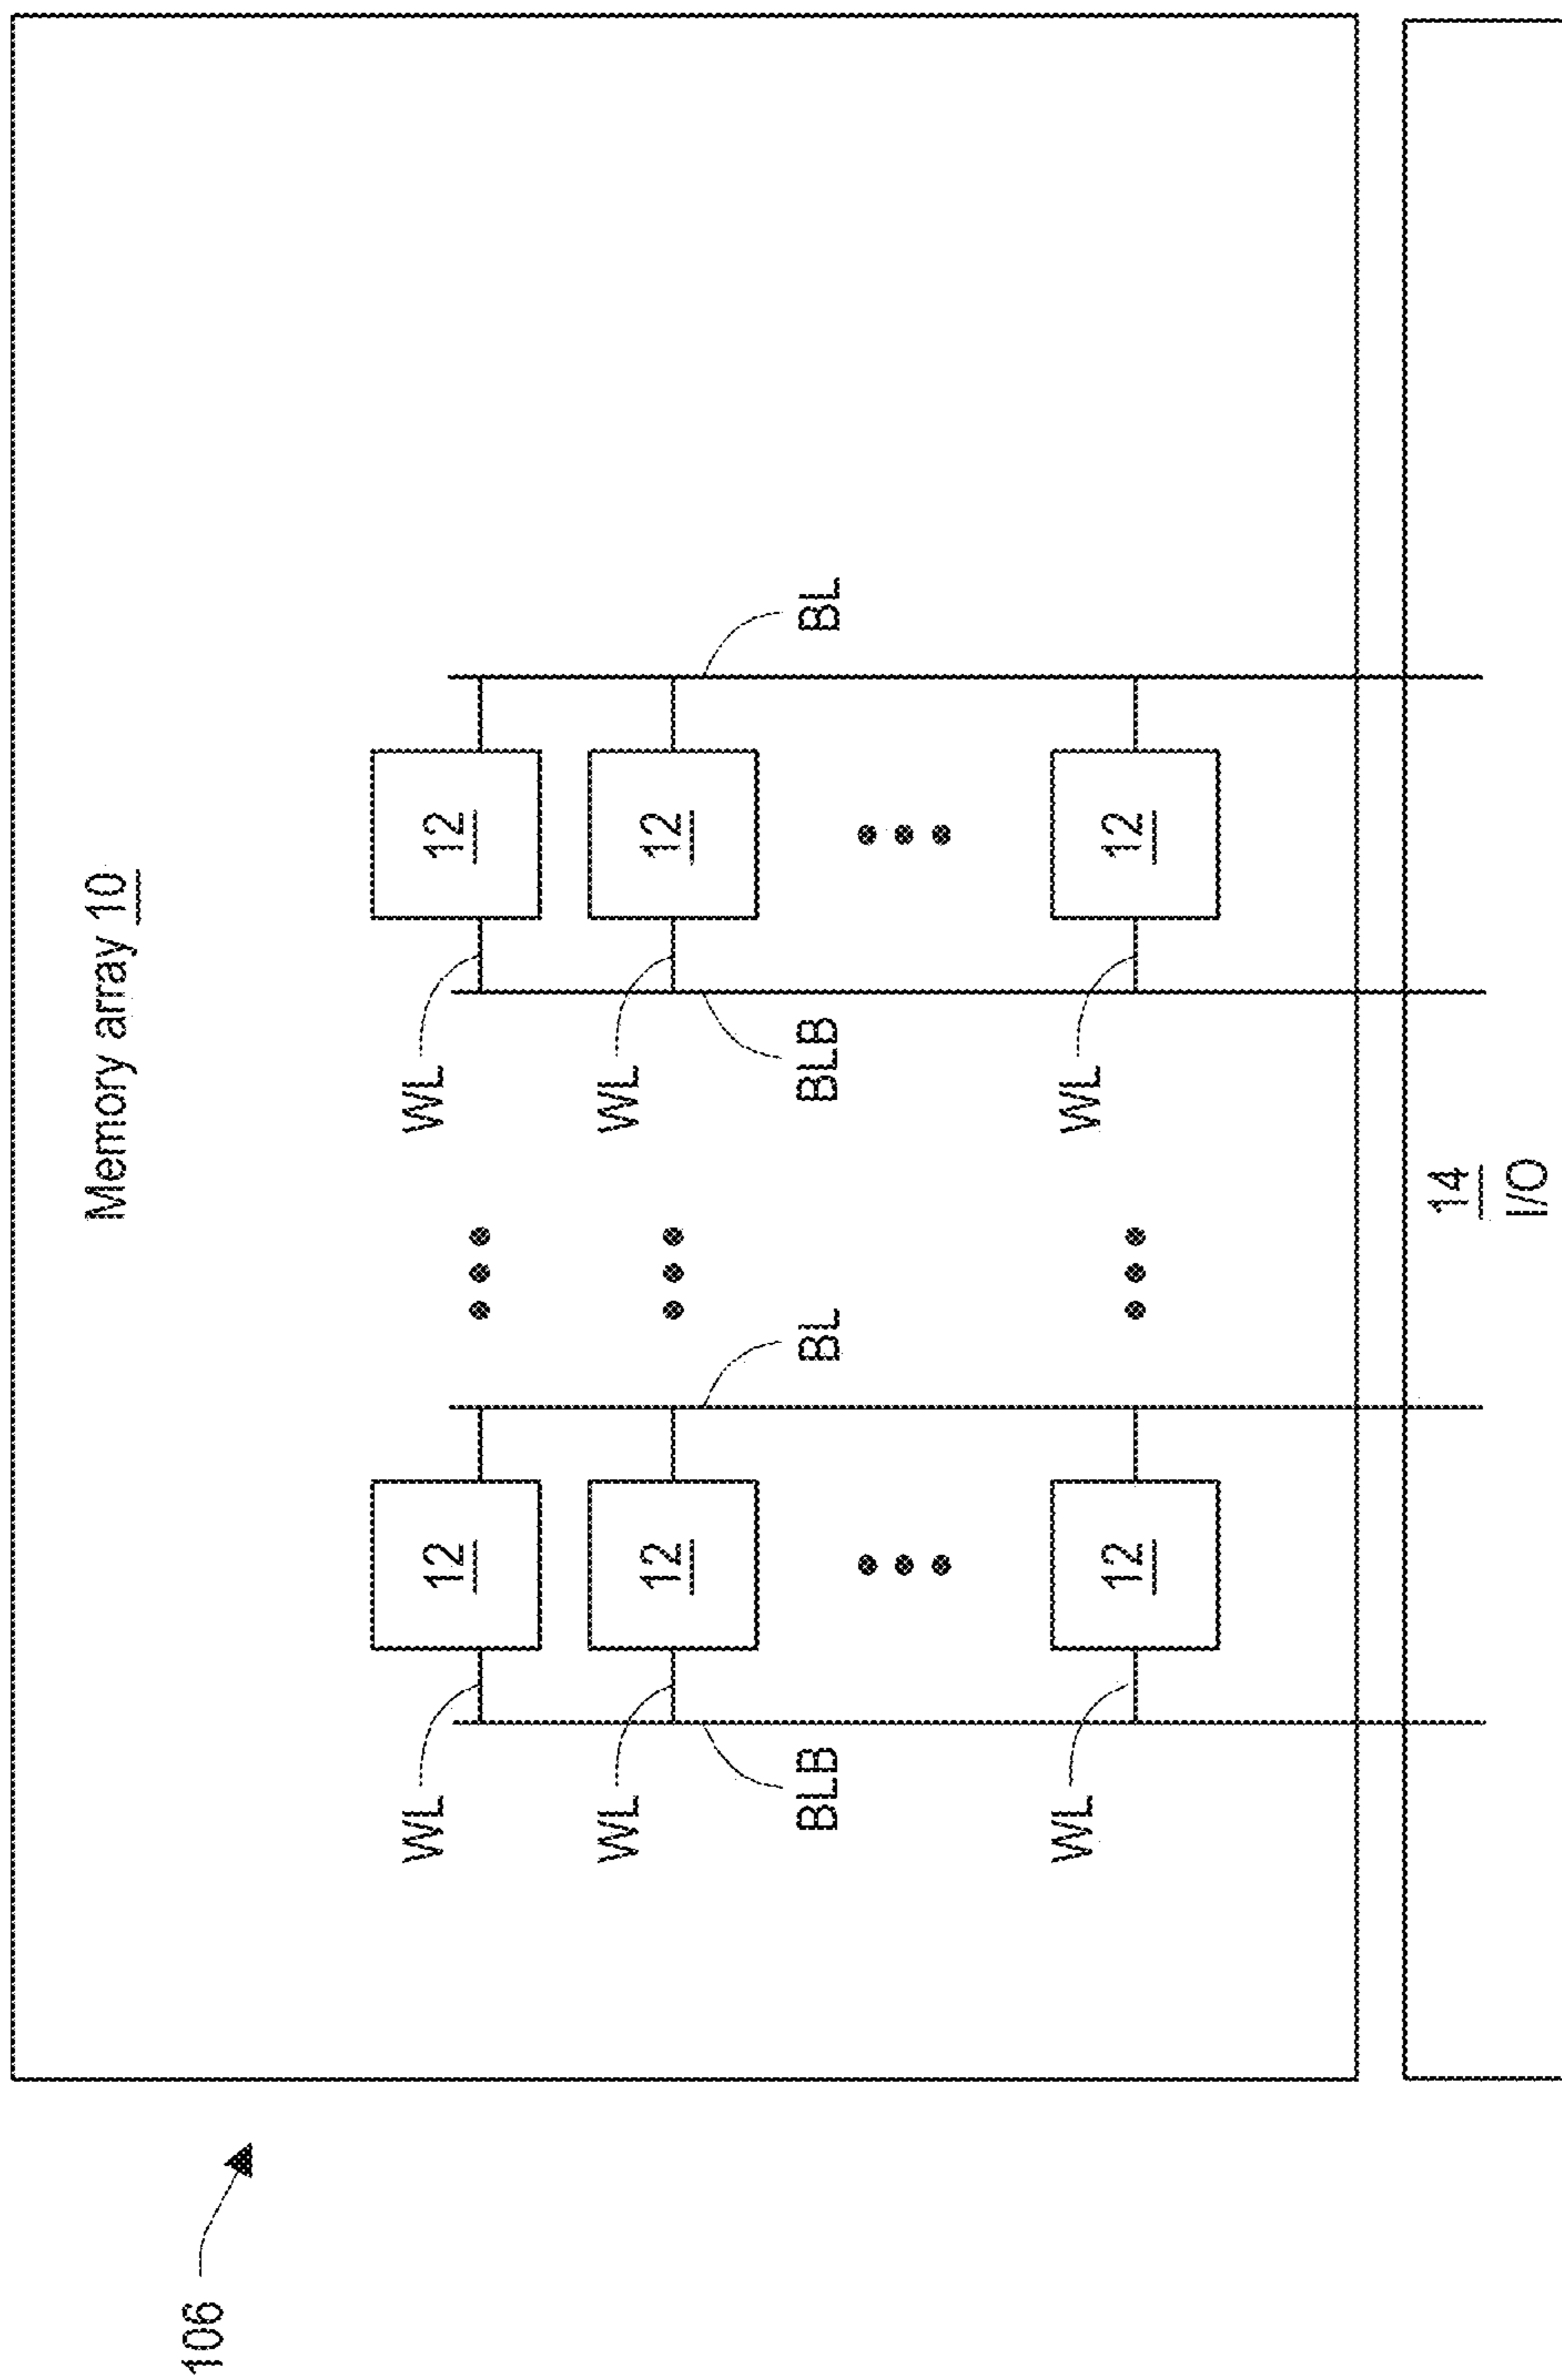 Memory array 10
106
WL 12 WL 12
WL 12 WL 12
BLB BL BLB BL
WL 12 WL 12
14
I/O